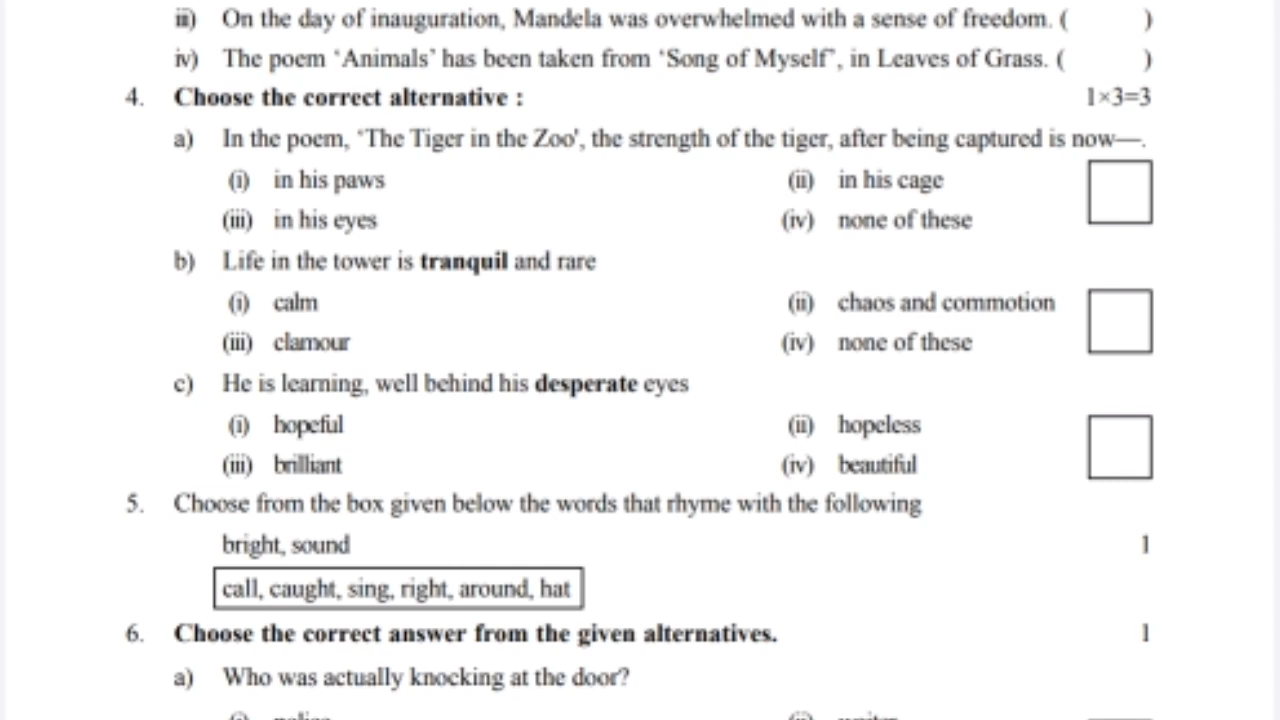 iii) On the day of inauguration, Mandela was overwhelmed with a sense of freedom. ( )
iv) The poem ‘Animals’ has been taken from ‘Song of Myself’, in Leaves of Grass. ( )
4. Choose the correct alternative : 1×3=3
a) In the poem, ‘The Tiger in the Zoo', the strength of the tiger, after being captured is now—.
(i) in his paws (ii) in his cage
(iii) in his eyes (iv) none of these
b) Life in the tower is tranquil and rare
(i) calm (ii) chaos and commotion
(iii) clamour (iv) none of these
c) He is learning, well behind his desperate eyes
(i) hopeful (ii) hopeless
(iii) brilliant (iv) beautiful
5. Choose from the box given below the words that rhyme with the following
bright, sound 1
call, caught, sing, right, around, hat
6. Choose the correct answer from the given alternatives. 1
a) Who was actually knocking at the door?
(i) police (ii) writer